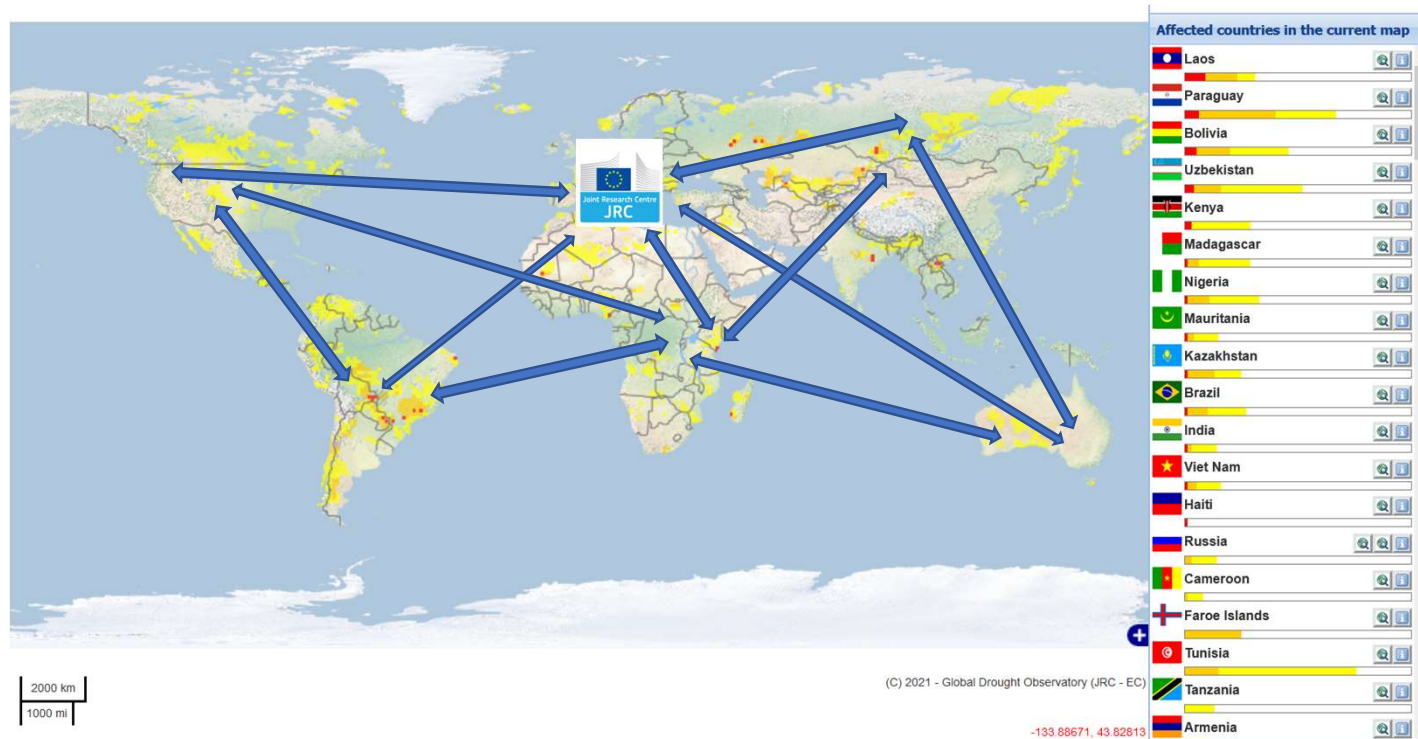 Affected countries in the current map
Laos
Paraguay
Bolivia
Uzbekistan
Kenya
Madagascar
Nigeria
Mauritania
Kazakhstan
Brazil
India
Viet Nam
Haiti
Russia
Cameroon
Faroe Islands
Tunisia
Tanzania
Armenia
Joint Research Centre
JRC
2000 km
1000 mi
(C) 2021 - Global Drought Observatory (JRC - EC)
-133.88671, 43.82813